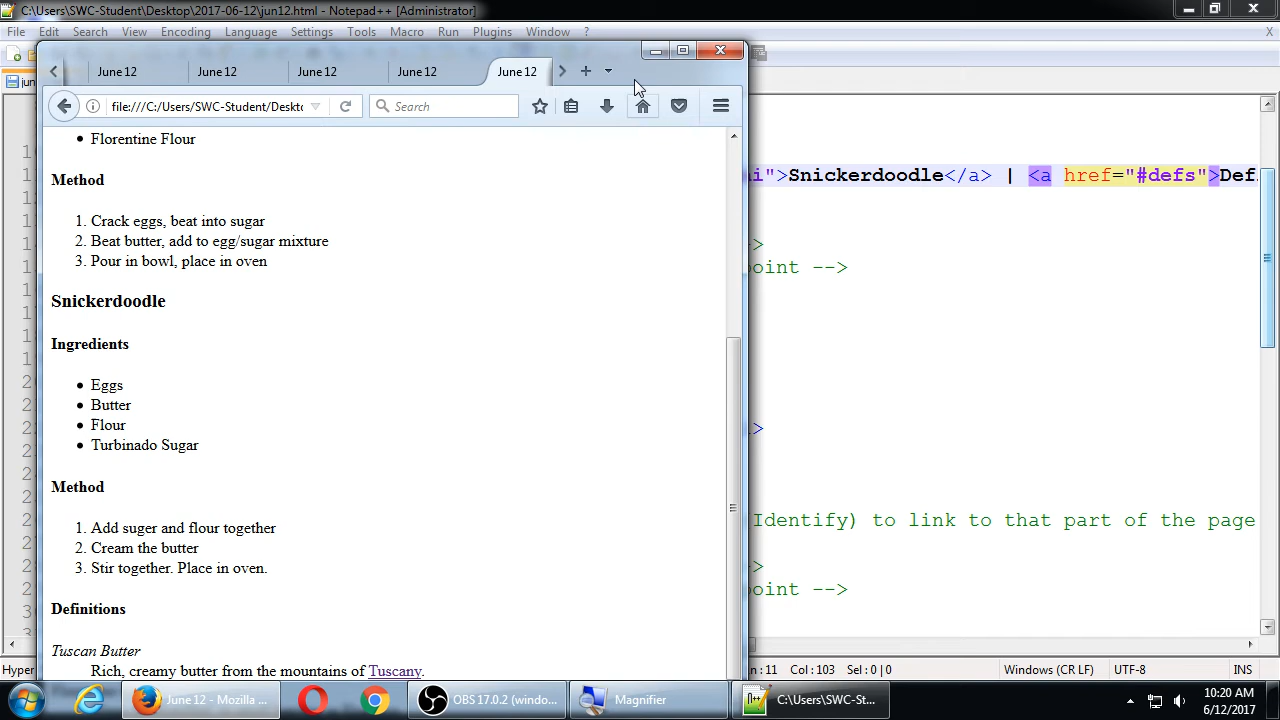 C:\Users\SWC-Student\Desktop\2017-06-12\jun12.html - Notepad++ [Administrator]
File Edit Search View Encoding Language Settings Tools Macro Run Plugins Window ? X
jun
June 12 June 12 June 12 June 12 June 12
file:///C:/Users/SWC-Student/Deskto Search
Florentine Flour
Method
1. Crack eggs, beat into sugar
2. Beat butter, add to egg/sugar mixture
3. Pour in bowl, place in oven
Snickerdoodle
Ingredients
Eggs
Butter
Flour
Turbinado Sugar
Method
1. Add suger and flour together
2. Cream the butter
3. Stir together. Place in oven.
Definitions
Tuscan Butter
Rich, creamy butter from the mountains of Tuscany.
">Snickerdoodle</a> | <a href="#defs">Def
>
point -->
>
Identify) to link to that part of the page
>
point -->
Hyper
n : 11 Col : 103 Sel : 0 | 0 Windows (CR LF) UTF-8 INS
June 12 - Mozilla ... OBS 17.0.2 (windo... Magnifier C:\Users\SWC-St...
10:20 AM
6/12/2017